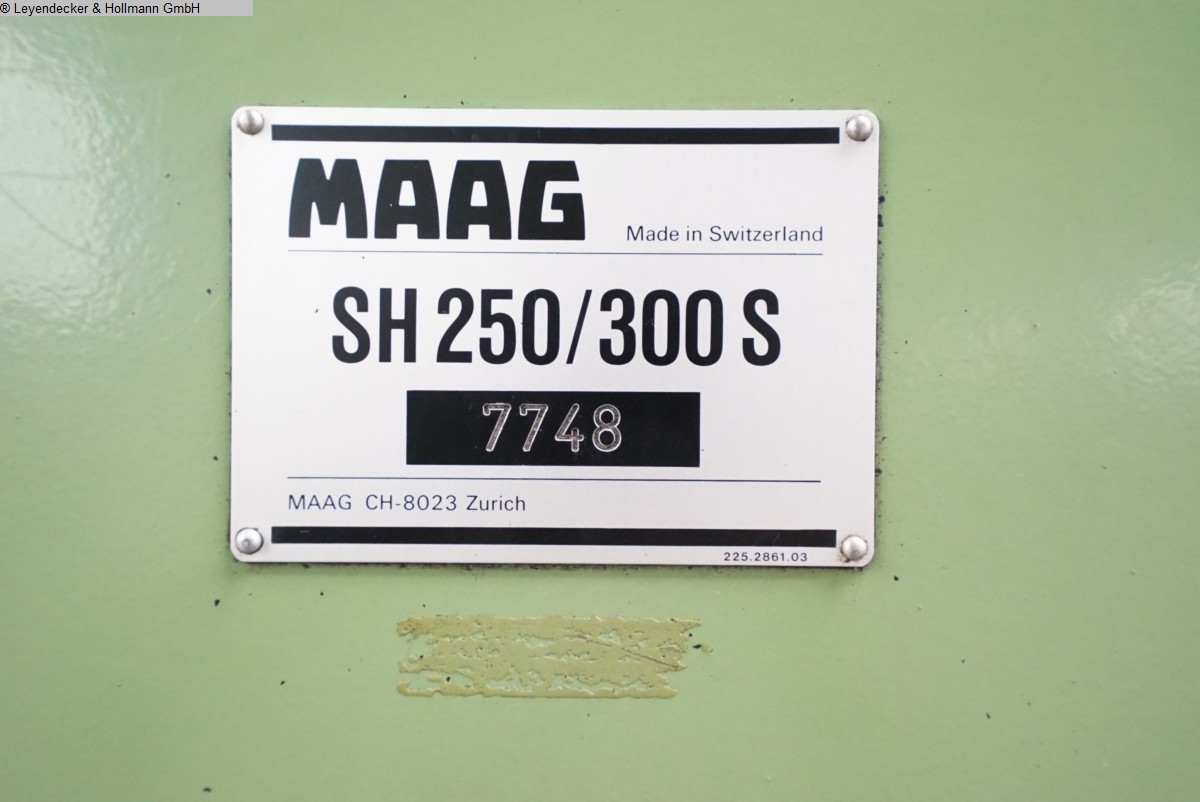 ® Leyendecker & Hollmann GmbH
MAAG
Made in Switzerland
SH 250/300 S
7748
MAAG CH-8023 Zurich
225.2861.03